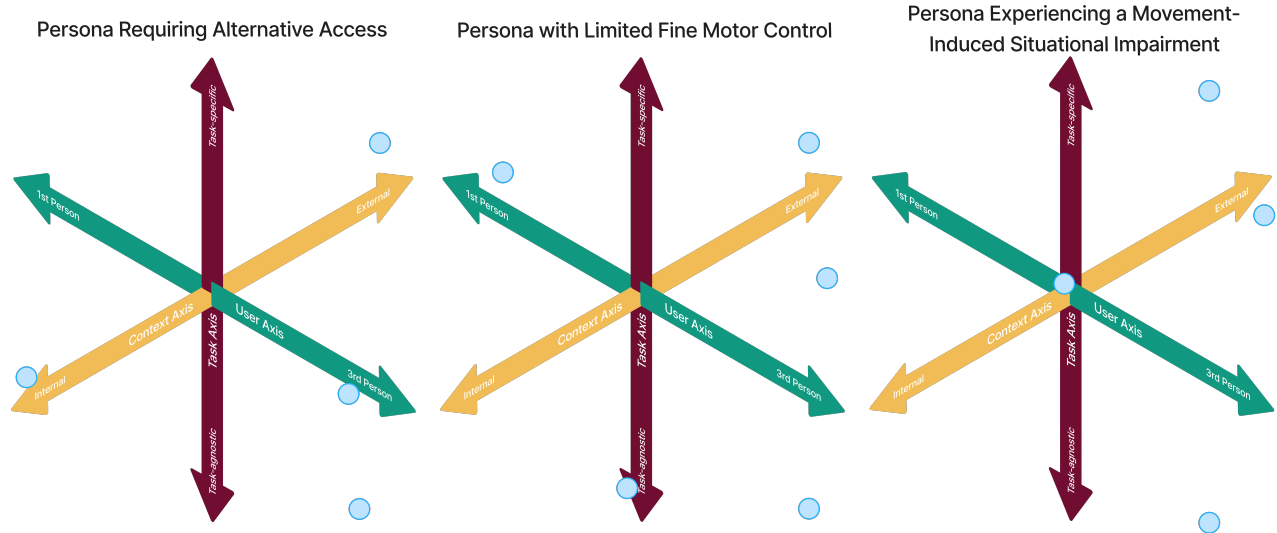 Persona Requiring Alternative Access
Task-specific
1st Person
External
Context Axis
User Axis
Task Axis
Internal
3rd Person
Task-agnostic
Persona with Limited Fine Motor Control
Task-specific
1st Person
External
Context Axis
User Axis
Task Axis
Internal
3rd Person
Task-agnostic
Persona Experiencing a Movement-
Induced Situational Impairment
Task-specific
1st Person
External
Context Axis
User Axis
Task Axis
Internal
3rd Person
Task-agnostic